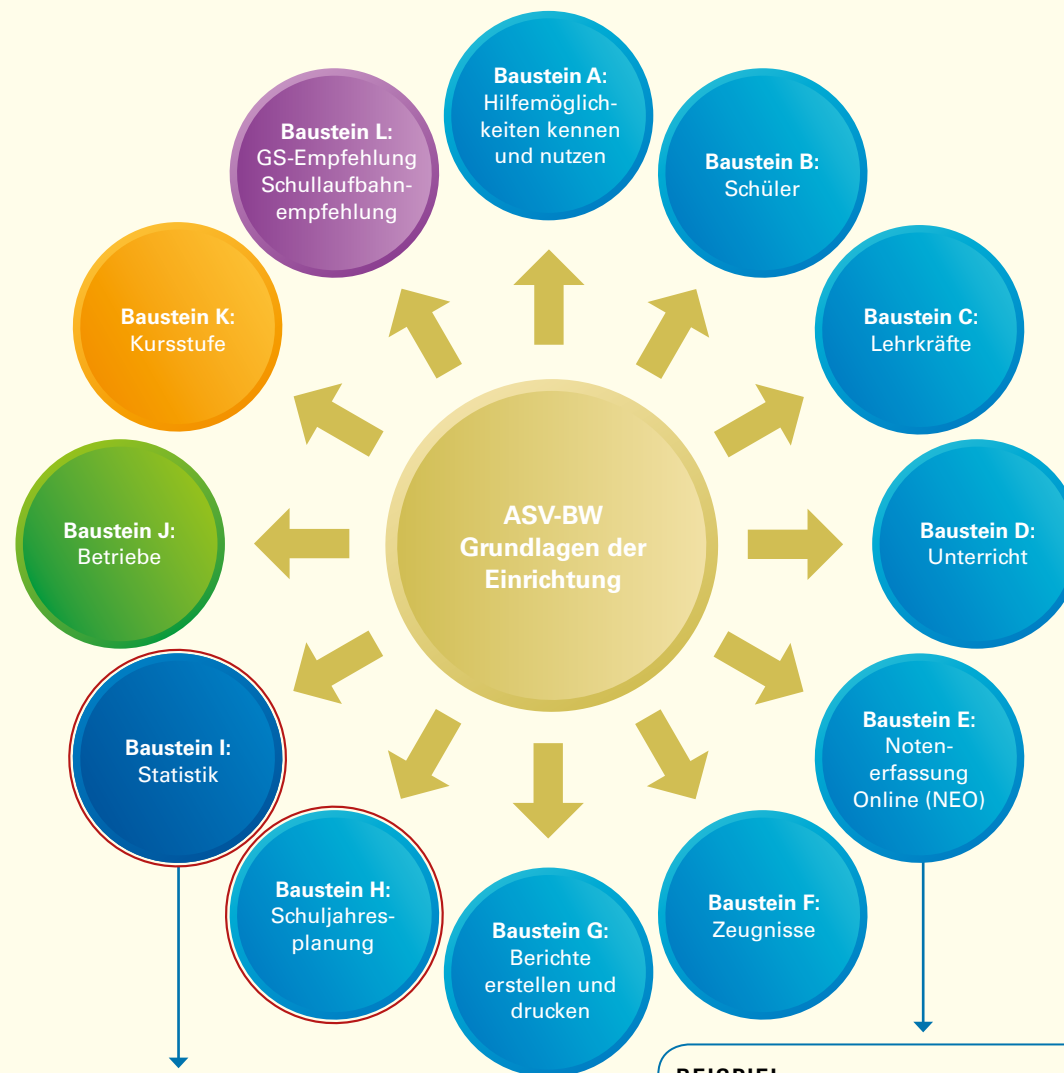 Baustein A:
Hilfemöglich-
keiten kennen
und nutzen
Baustein B:
Schüler
Baustein C:
Lehrkräfte
Baustein D:
Unterricht
Baustein E:
Noten-
erfassung
Online (NEO)
Baustein F:
Zeugnisse
Baustein G:
Berichte
erstellen und
drucken
Baustein H:
Schuljahres-
planung
Baustein I:
Statistik
Baustein J:
Betriebe
Baustein K:
Kursstufe
Baustein L:
GS-Empfehlung
Schullaufbahn-
empfehlung
ASV-BW
Grundlagen der
Einrichtung
BEISPIEL